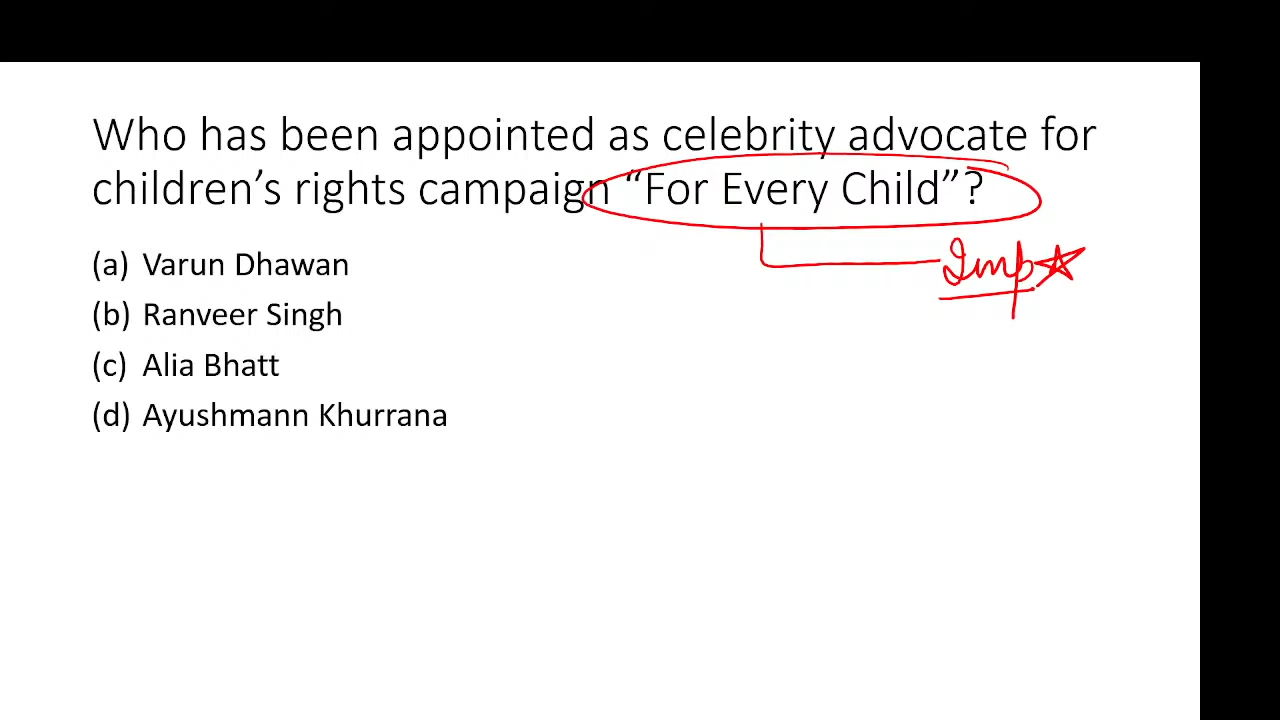 Who has been appointed as celebrity advocate for
children’s rights campaign “For Every Child”?
Imp
(a) Varun Dhawan
(b) Ranveer Singh
(c) Alia Bhatt
(d) Ayushmann Khurrana